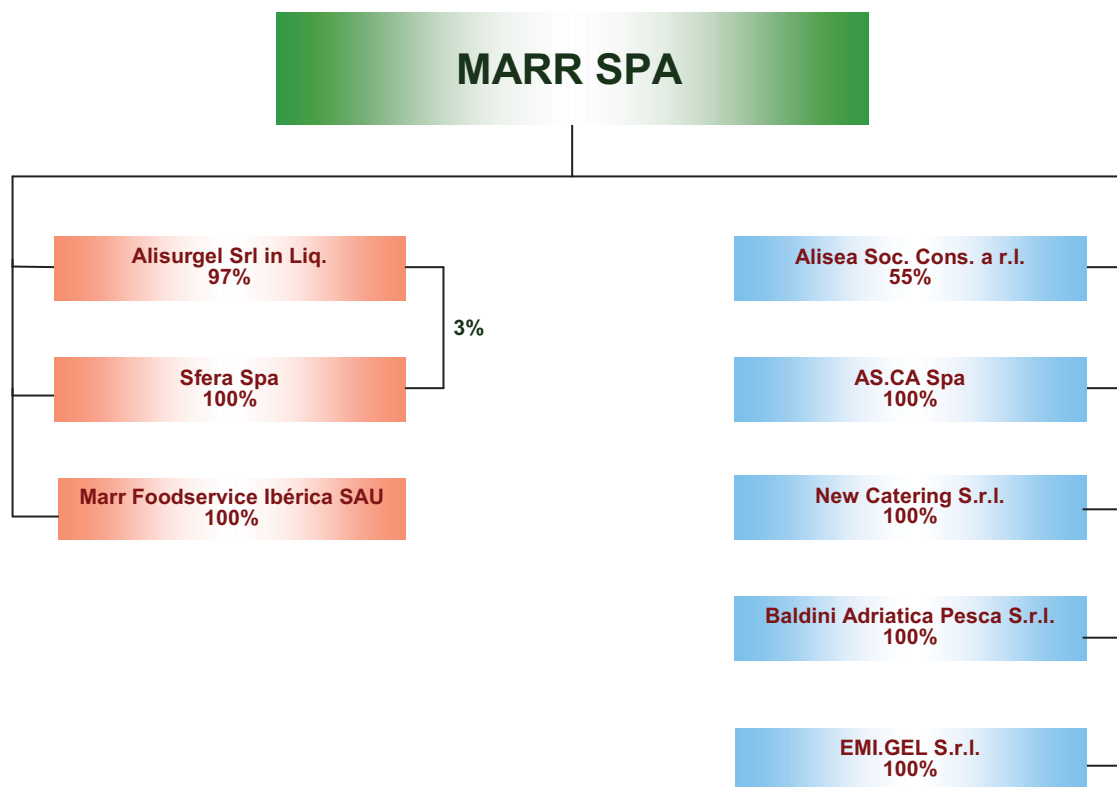 MARR SPA
Alisurgel Srl in Liq.
97%
3%
Sfera Spa
100%
Marr Foodservice Ibérica SAU
100%
Alisea Soc. Cons. a r.l.
55%
AS.CA Spa
100%
New Catering S.r.l.
100%
Baldini Adriatica Pesca S.r.l.
100%
EMI.GEL S.r.l.
100%